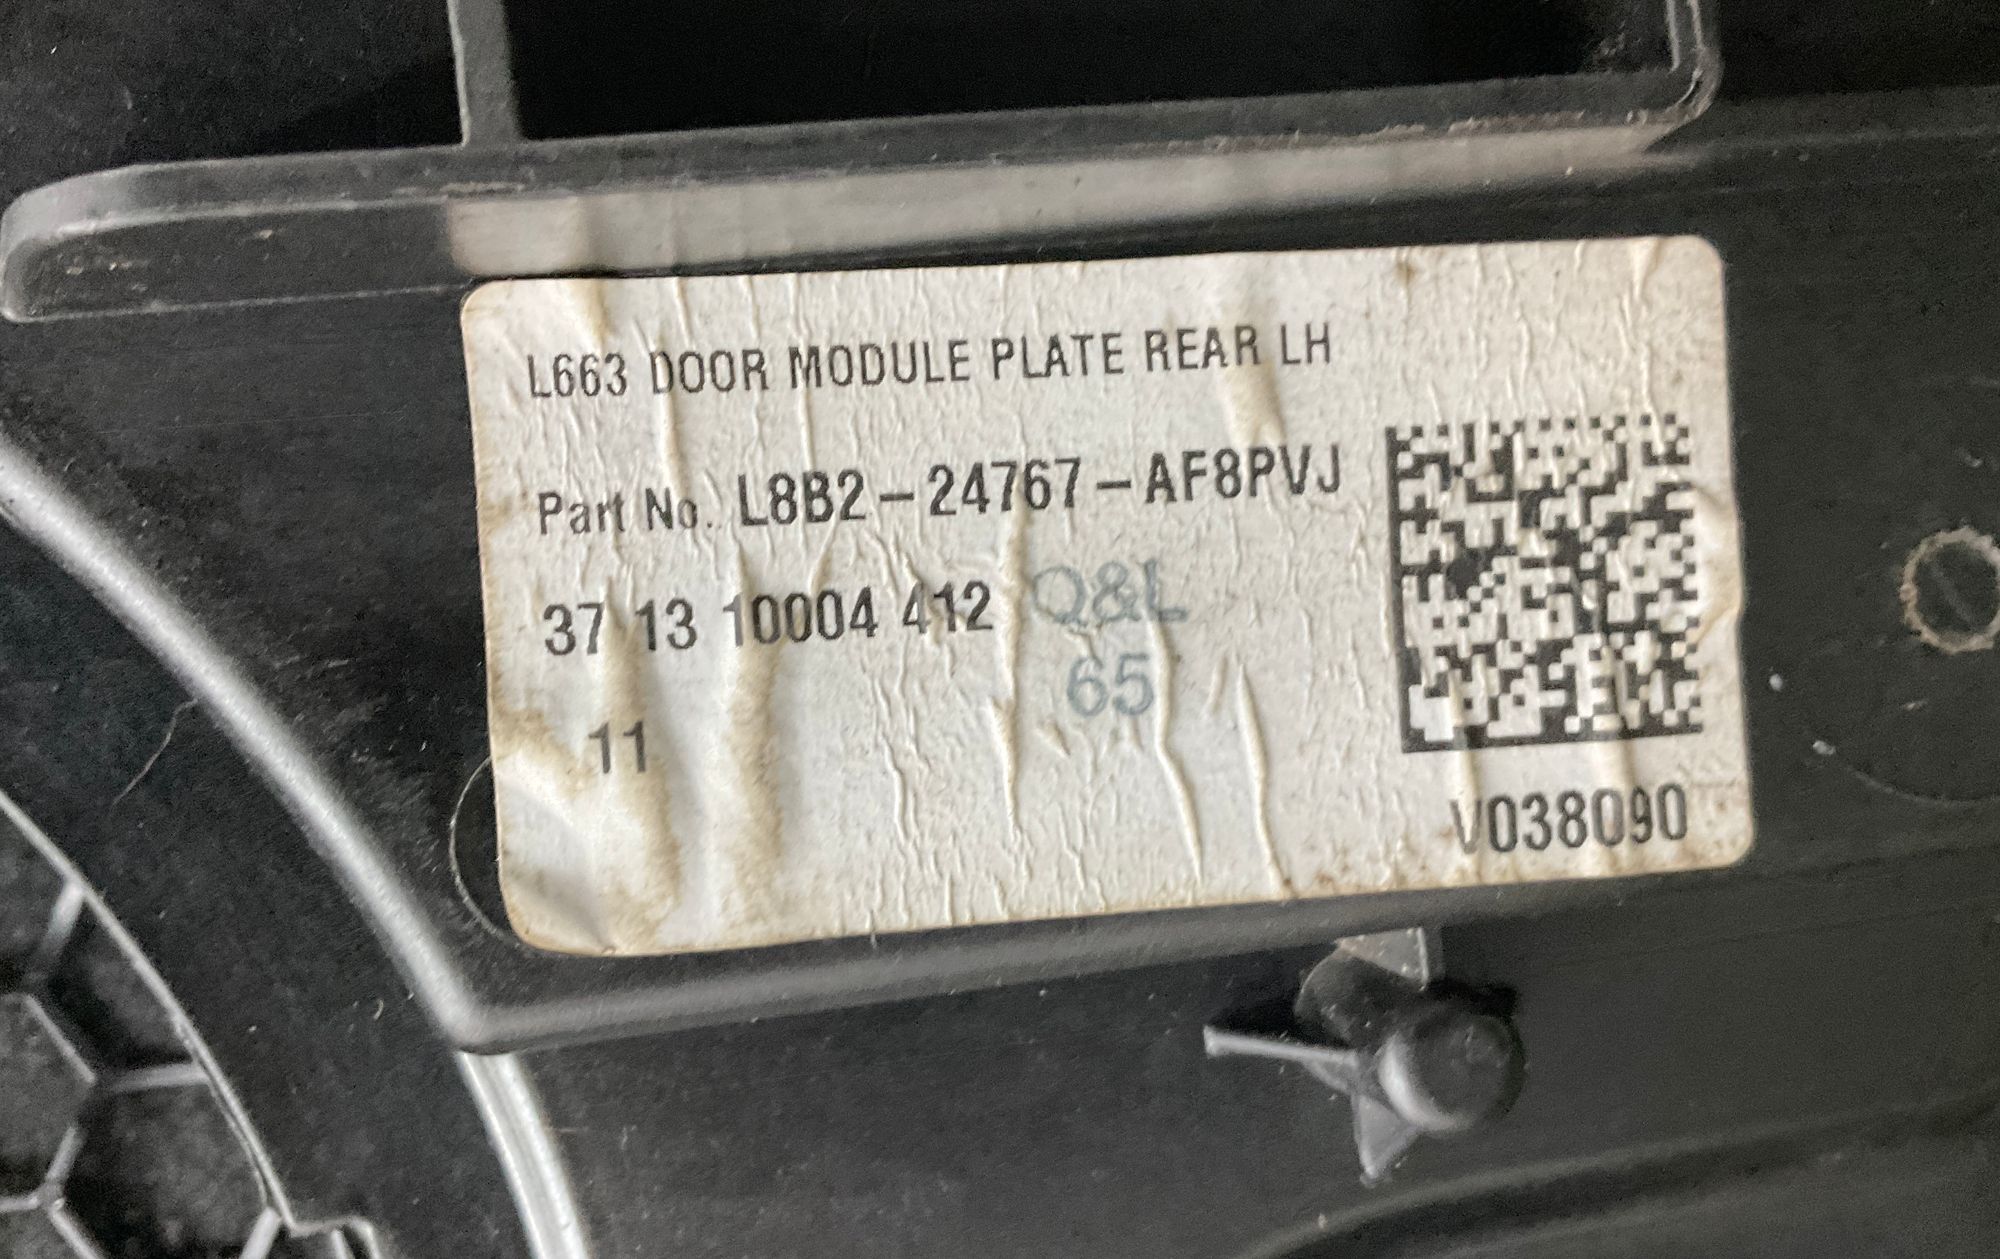 L663 DOOR MODULE PLATE REAR LH
Part No. L8B2-24767-AF8PVJ
37 13 10004 412 Q&L
65
11
V038090